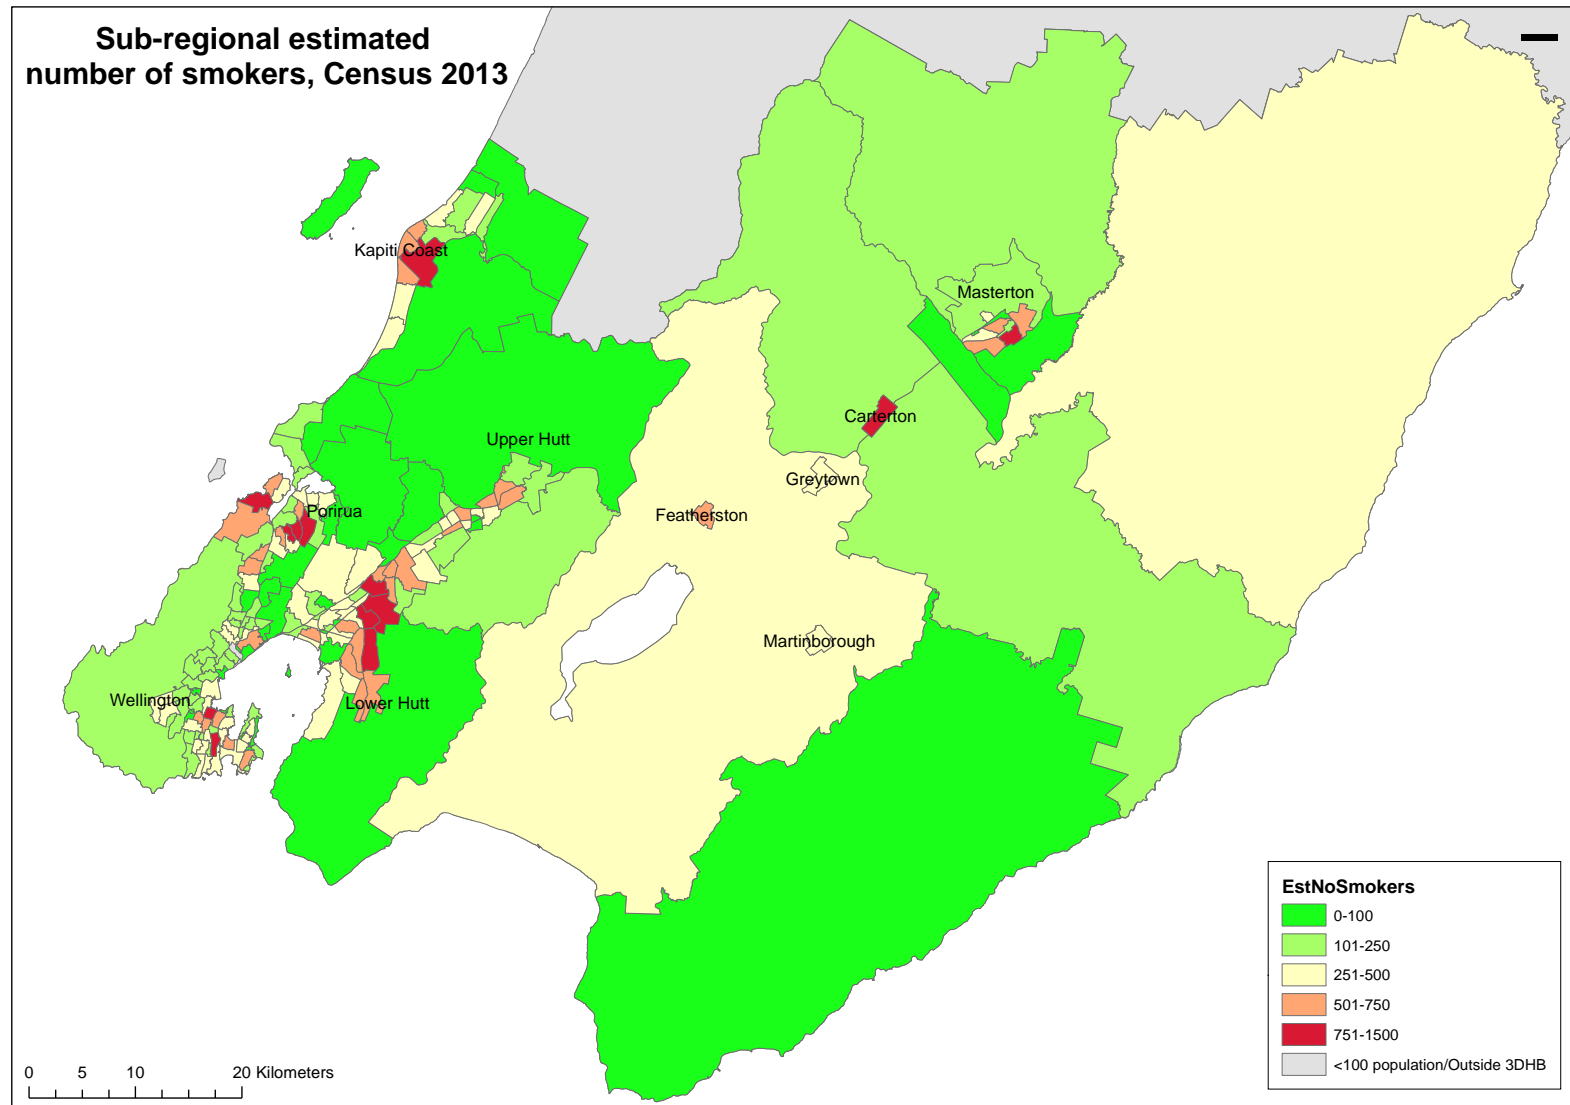 Sub-regional estimated
number of smokers, Census 2013
Kapiti Coast
Masterton
Carterton
Upper Hutt
Greytown
Porirua
Featherston
Martinborough
Wellington
Lower Hutt
EstNoSmokers
0-100
101-250
251-500
501-750
751-1500
<100 population/Outside 3DHB
0 5 10 20 Kilometers